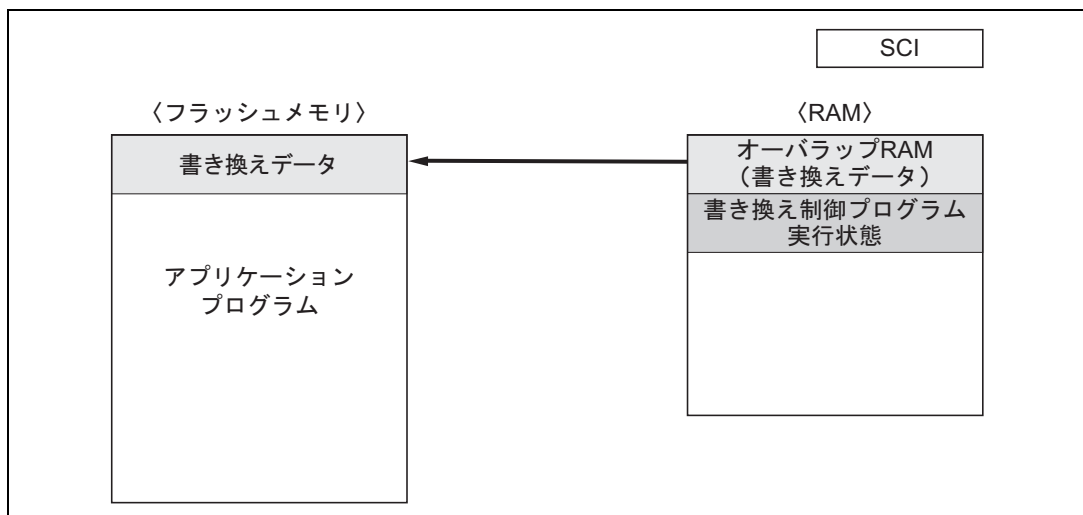 SCI
〈フラッシュメモリ〉
書き換えデータ
アプリケーション
プログラム
〈RAM〉
オーバラップRAM
（書き換えデータ）
書き換え制御プログラム
実行状態